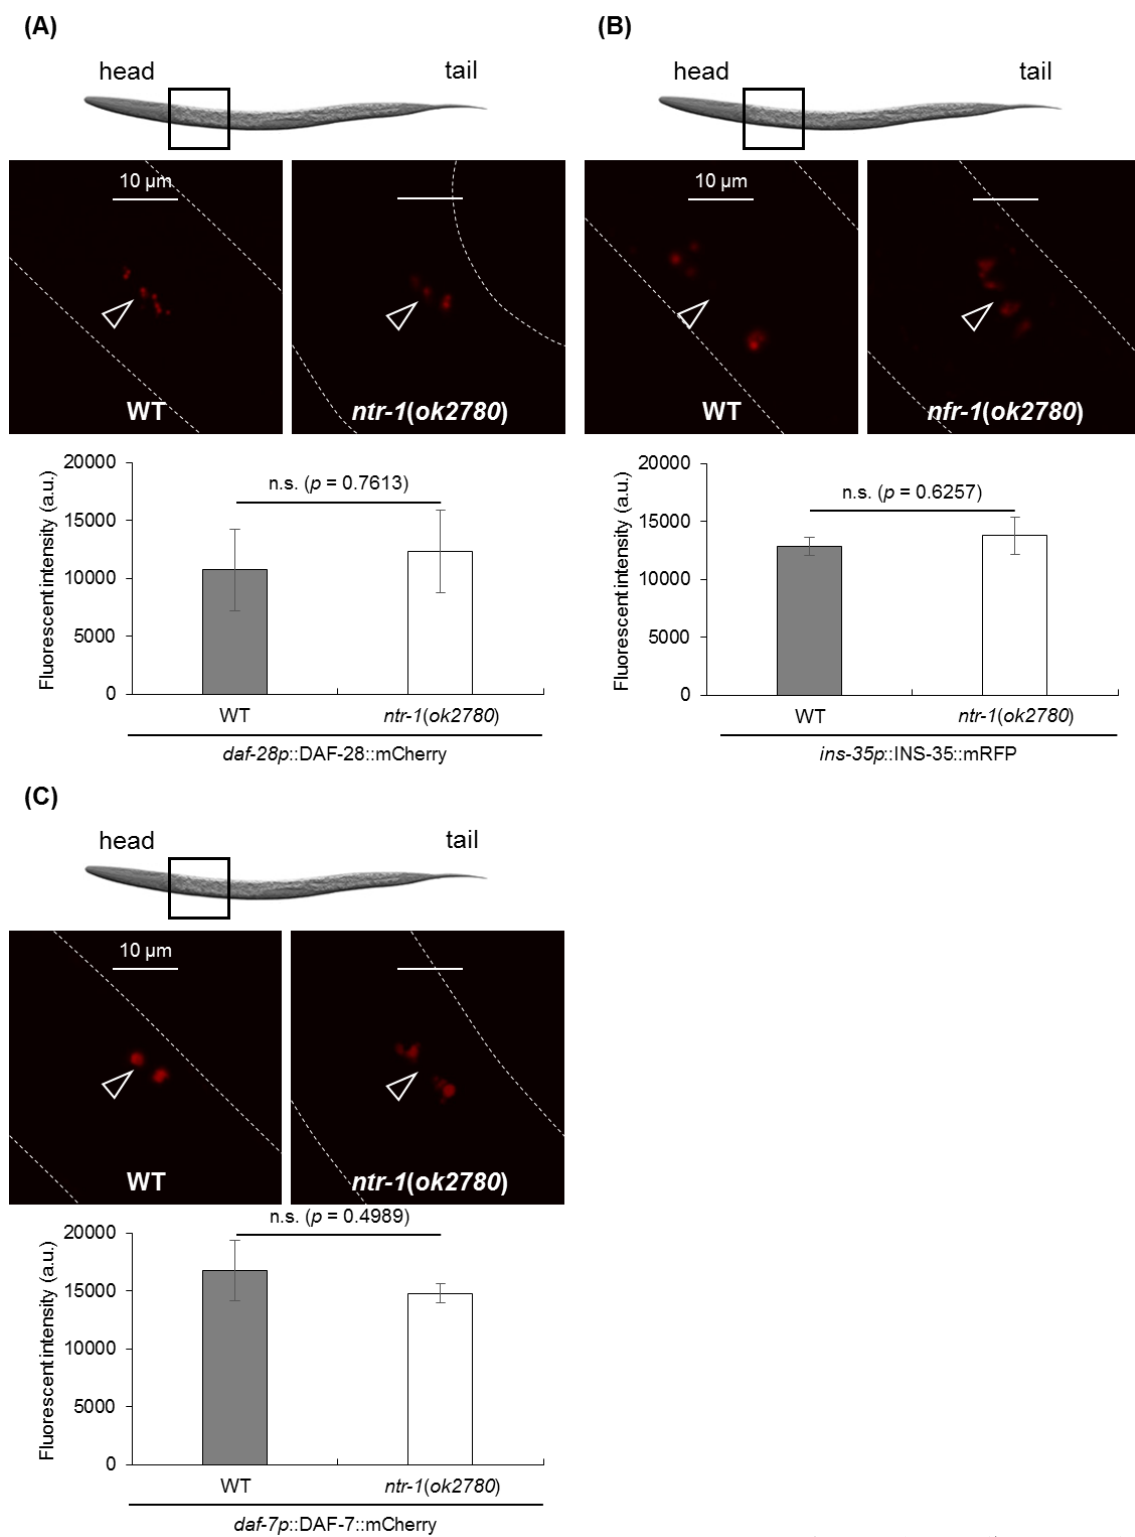 (A)
head tail
10 µm
WT
ntr-1(ok2780)
20000
15000
10000
5000
0
Fluorescent intensity (a.u.)
n.s. (p = 0.7613)
WT ntr-1(ok2780)
daf-28p::DAF-28::mCherry
(B)
head tail
10 µm
WT
nfr-1(ok2780)
20000
15000
10000
5000
0
Fluorescent intensity (a.u.)
n.s. (p = 0.6257)
WT ntr-1(ok2780)
ins-35p::INS-35::mRFP
(C)
head tail
10 µm
WT
ntr-1(ok2780)
20000
15000
10000
5000
0
Fluorescent intensity (a.u.)
n.s. (p = 0.4989)
WT ntr-1(ok2780)
daf-7p::DAF-7::mCherry